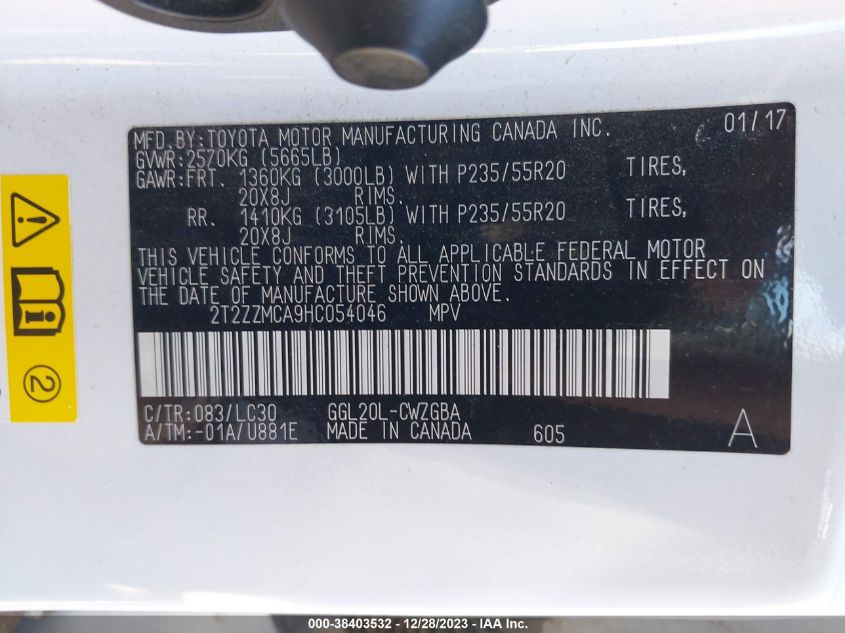 MFD.BY:TOYOTA MOTOR MANUFACTURING CANADA INC. 01/17
GVWR:2570KG (5665LB)
GAWR:FRT. 1360KG (3000LB) WITH P235/55R20 TIRES,
20X8J RIMS.
RR. 1410KG (3105LB) WITH P235/55R20 TIRES,
20X8J RIMS.
THIS VEHICLE CONFORMS TO ALL APPLICABLE FEDERAL MOTOR
VEHICLE SAFETY AND THEFT PREVENTION STANDARDS IN EFFECT ON
THE DATE OF MANUFACTURE SHOWN ABOVE.
2T2ZZMCA9HC054046 MPV
C/TR:083/LC30 GGL20L-CWZGBA
A/TM:-01A/U881E MADE IN CANADA 605 A
2
000-38403532 - 12/28/2023 - IAA Inc.